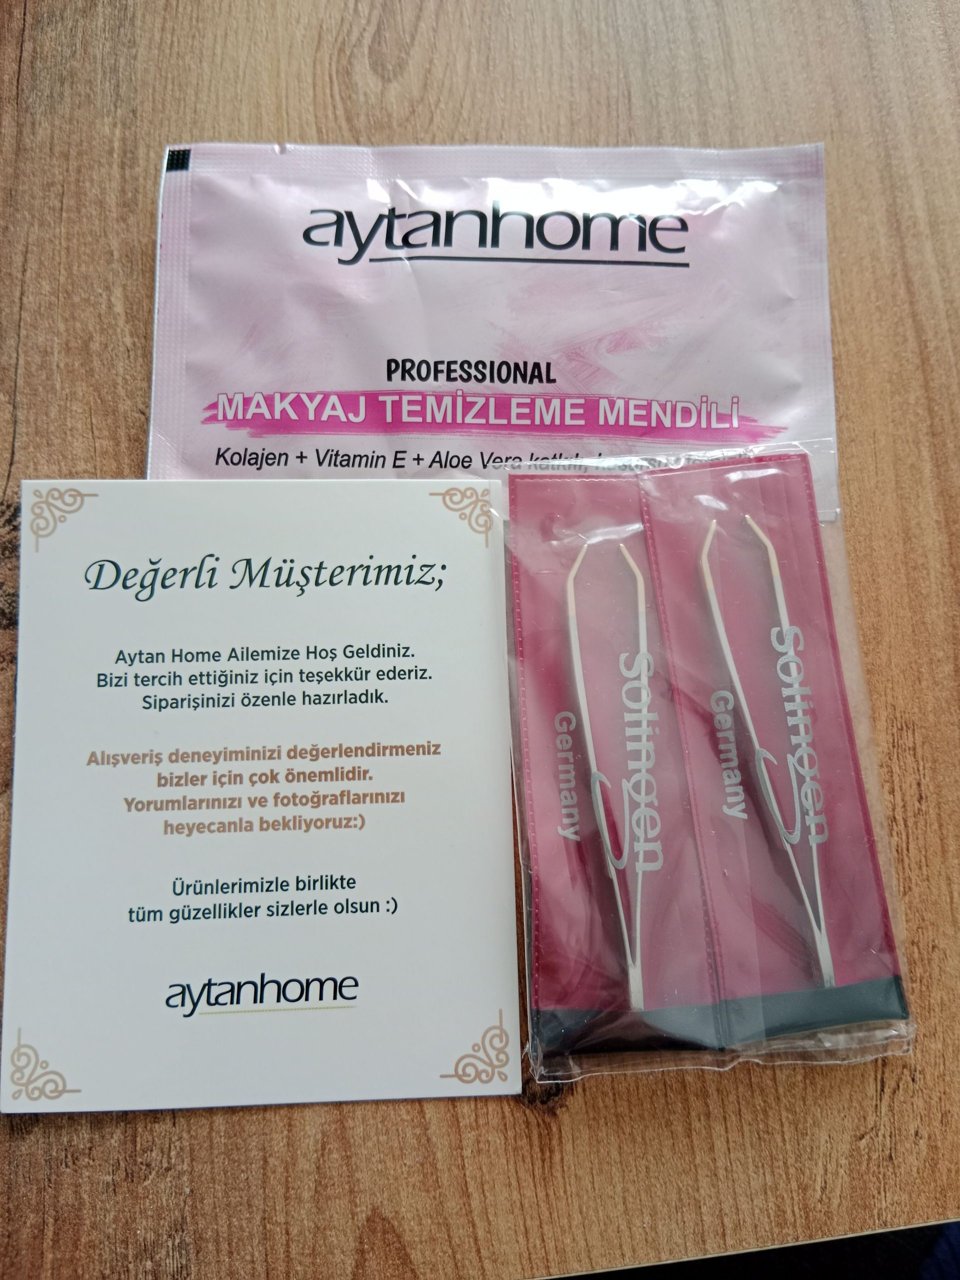 aytanhome
PROFESSIONAL
MAKYAJ TEMİZLEME MENDİLİ
Kolajen + Vitamin E + Aloe Vera katkılı,
Değerli Müşterimiz;
Aytan Home Ailemize Hoş Geldiniz.
Bizi tercih ettiğiniz için teşekkür ederiz.
Siparişinizi özenle hazırladık.
Alışveriş deneyiminizi değerlendirmeniz
bizler için çok önemlidir.
Yorumlarınızı ve fotoğraflarınızı
heyecanla bekliyoruz:)
Ürünlerimizle birlikte
tüm güzellikler sizlerle olsun :)
aytanhome
Solingen
Germany
Solingen
Germany